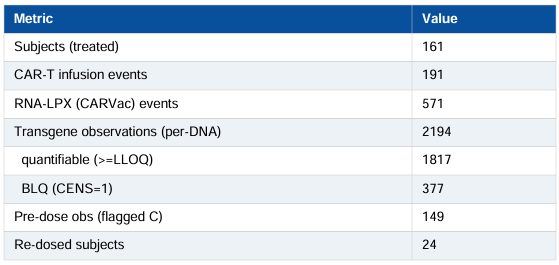 Metric Value
Subjects (treated) 161
CAR-T infusion events 191
RNA-LPX (CARVac) events 571
Transgene observations (per-DNA) 2194
quantifiable (>=LLOQ) 1817
BLQ (CENS=1) 377
Pre-dose obs (flagged C) 149
Re-dosed subjects 24